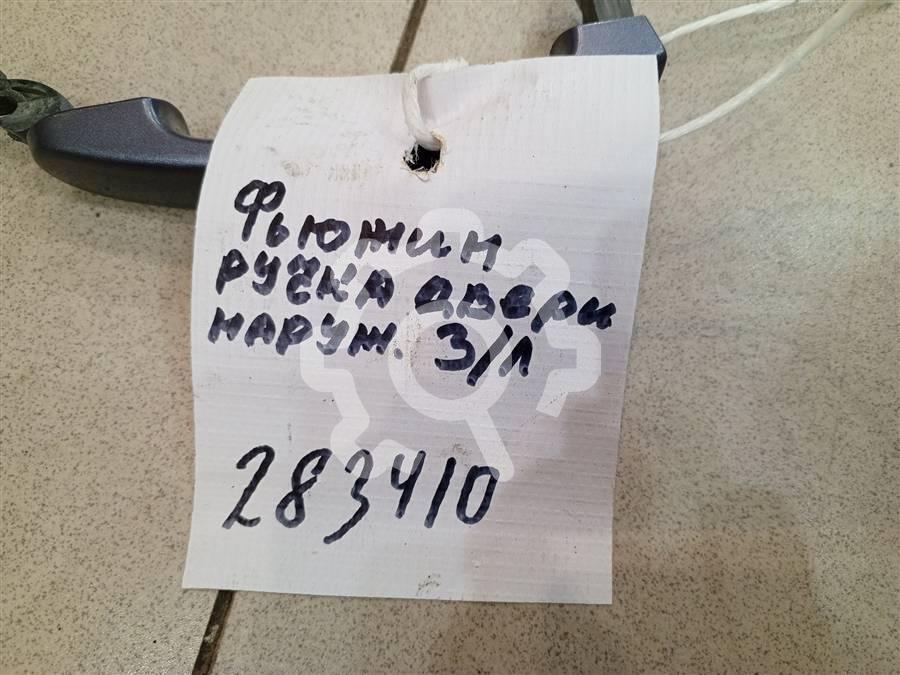 Фьюжин
ручка двери
наруж. З/Л
283410